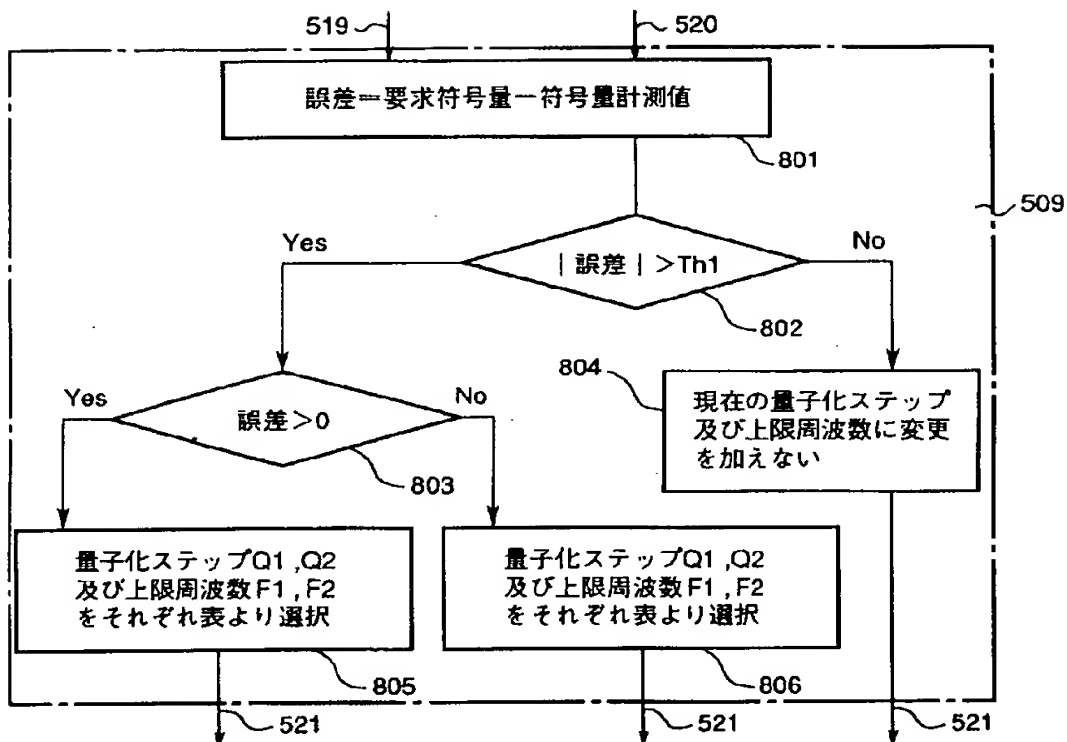 519
520
誤差＝要求符号量－符号量計測値
801
509
Yes
No
｜誤差｜＞Th1
802
804
Yes
No
誤差＞0
803
現在の量子化ステップ
及び上限周波数に変更
を加えない
量子化ステップQ1,Q2
及び上限周波数F1,F2
をそれぞれ表より選択
量子化ステップQ1,Q2
及び上限周波数F1,F2
をそれぞれ表より選択
805
806
521
521
521